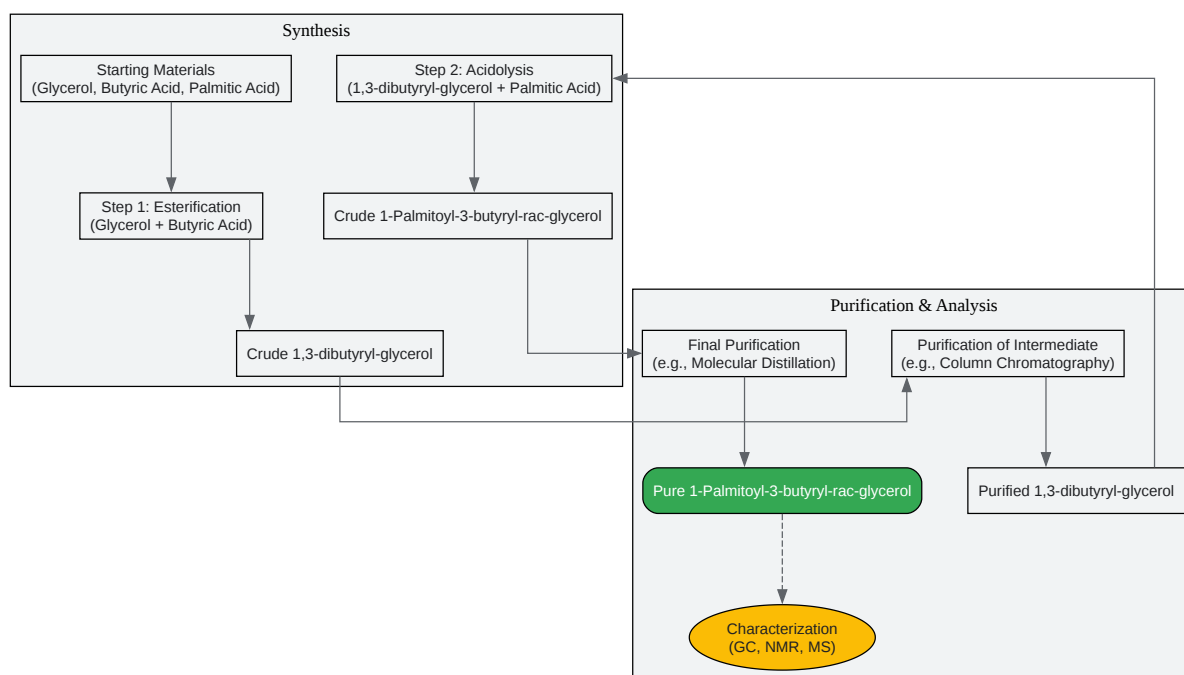 Synthesis
Starting Materials
(Glycerol, Butyric Acid, Palmitic Acid)
Step 2: Acidolysis
(1,3-dibutyryl-glycerol + Palmitic Acid)
Step 1: Esterification
(Glycerol + Butyric Acid)
Crude 1-Palmitoyl-3-butyryl-rac-glycerol
Crude 1,3-dibutyryl-glycerol
Purification & Analysis
Final Purification
(e.g., Molecular Distillation)
Purification of Intermediate
(e.g., Column Chromatography)
Pure 1-Palmitoyl-3-butyryl-rac-glycerol
Purified 1,3-dibutyryl-glycerol
Characterization
(GC, NMR, MS)